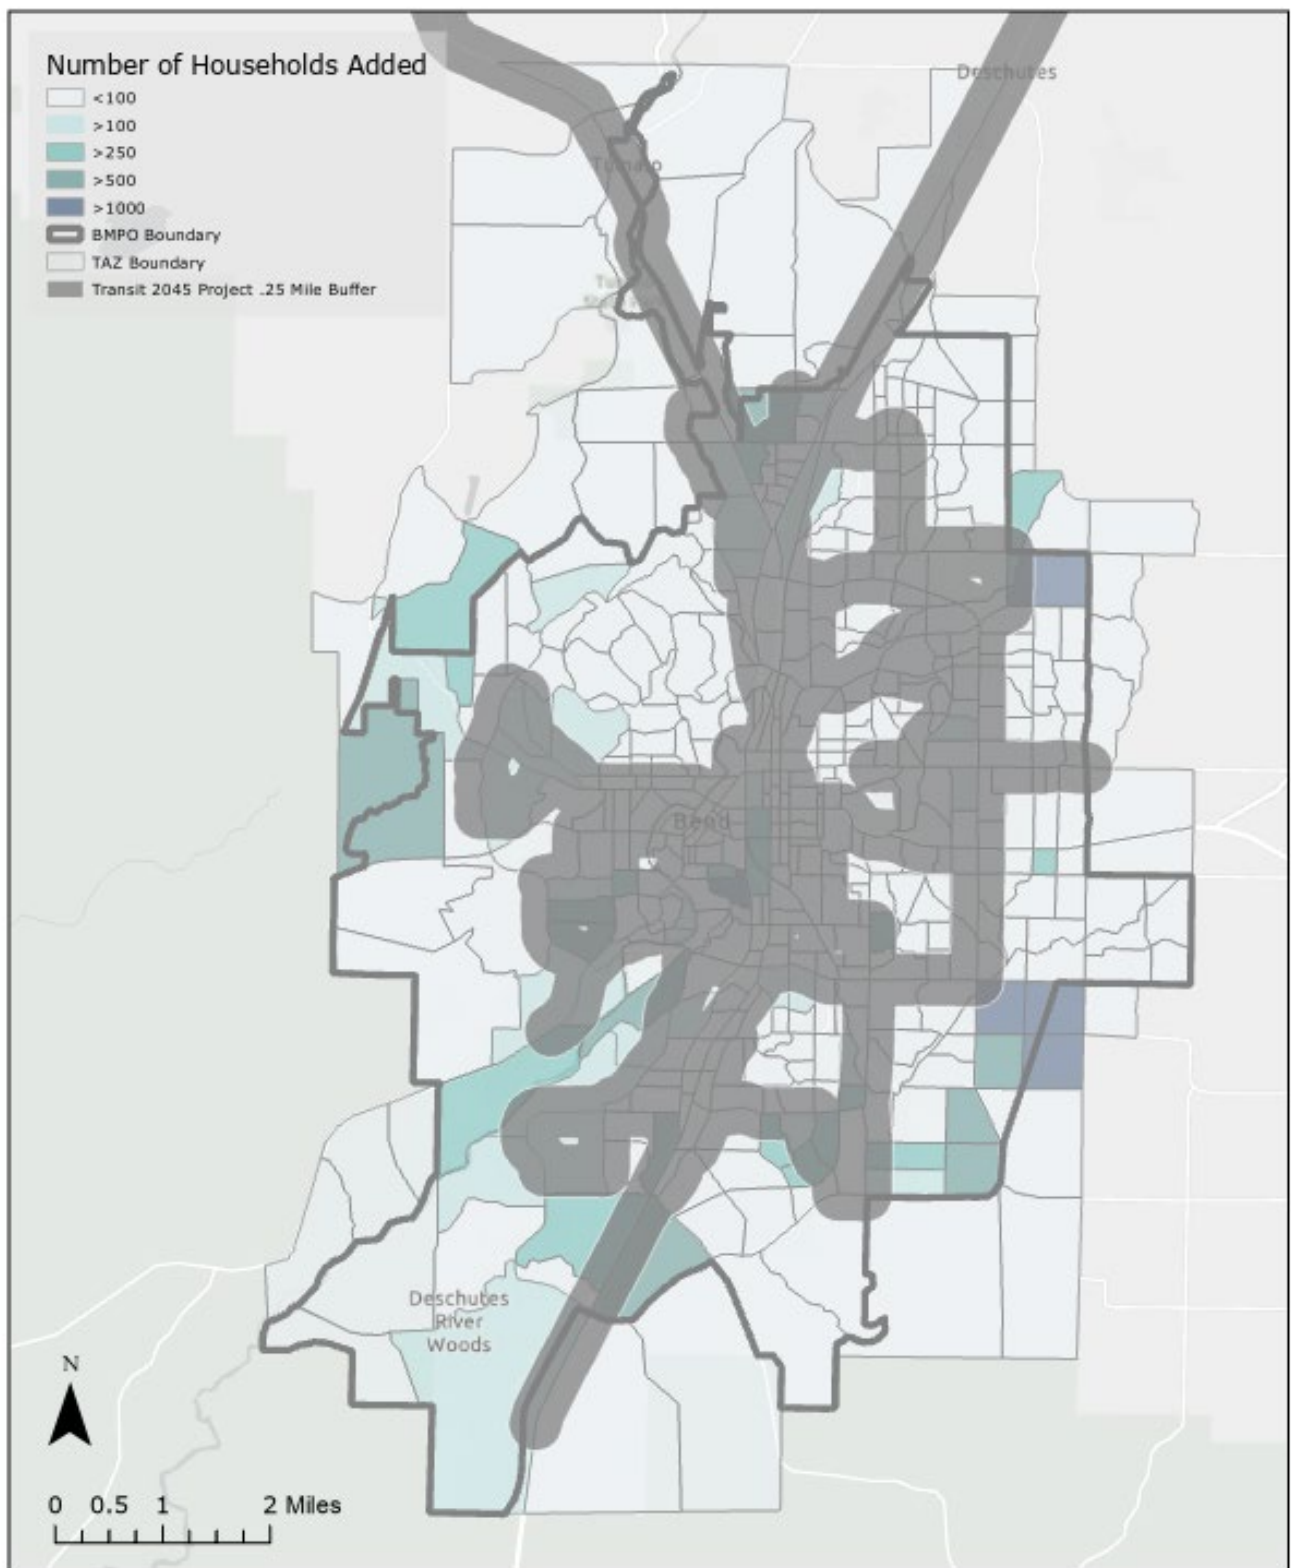 Number of Households Added
<100
>100
>250
>500
>1000
BMPO Boundary
TAZ Boundary
Transit 2045 Project .25 Mile Buffer
Deschutes
Bend
Deschutes
River
Woods
N
0 0.5 1 2 Miles